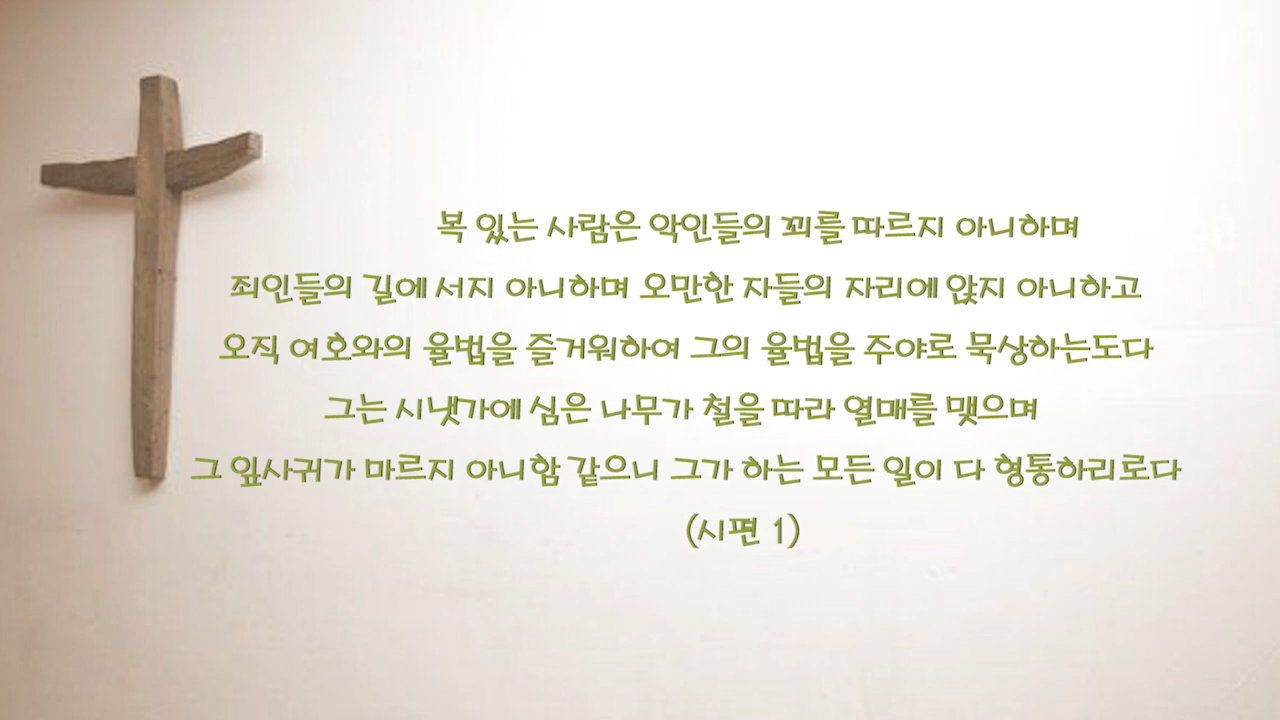 복 있는 사람은 악인들의 꾀를 따르지 아니하며
죄인들의 길에 서지 아니하며 오만한 자들의 자리에 앉지 아니하고
오직 여호와의 율법을 즐거워하여 그의 율법을 주야로 묵상하는도다
그는 시냇가에 심은 나무가 철을 따라 열매를 맺으며
그 잎사귀가 마르지 아니함 같으니 그가 하는 모든 일이 다 형통하리로다
(시편 1)